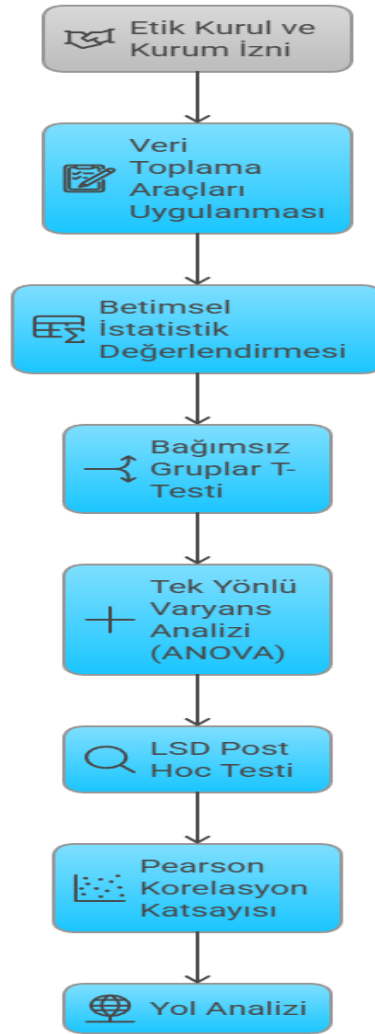 Etik Kurul ve
Kurum İzni
Veri
Toplama
Araçları
Uygulanması
Betimsel
İstatistik
Değerlendirmesi
Bağımsız
Gruplar T-
Testi
Tek Yönlü
Varyans
Analizi
(ANOVA)
LSD Post
Hoc Testi
Pearson
Korelasyon
Katsayısı
Yol Analizi